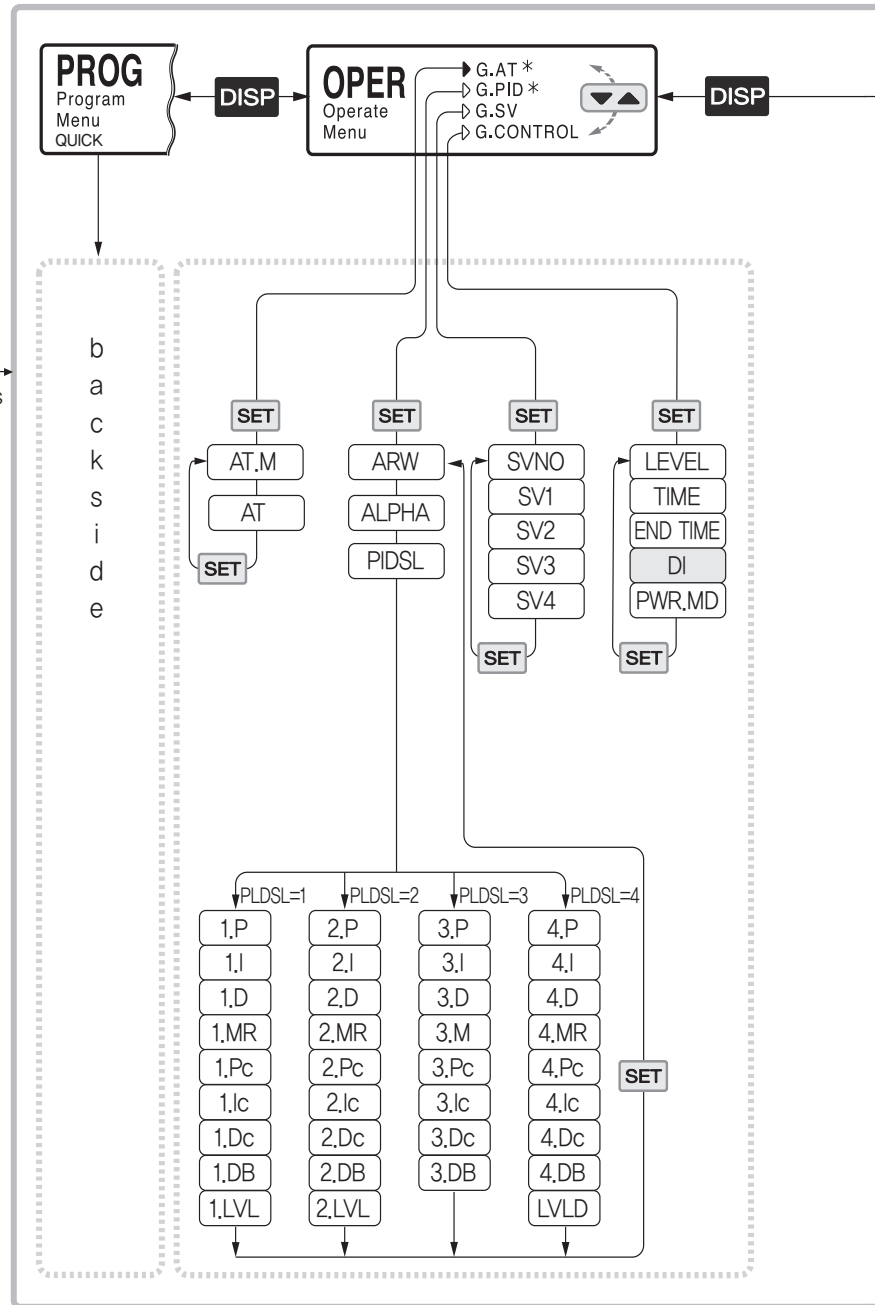 PROG
Program
Menu
QUICK
DISP
OPER
Operate
Menu
G.AT *
G.PID *
G.SV
G.CONTROL
DISP
s
b
a
c
k
s
i
d
e
SET
AT.M
AT
SET
SET
ARW
ALPHA
PIDSL
SET
SVNO
SV1
SV2
SV3
SV4
SET
SET
LEVEL
TIME
END TIME
DI
PWR.MD
SET
PLDSL=1
1.P
1.I
1.D
1.MR
1.Pc
1.Ic
1.Dc
1.DB
1.LVL
PLDSL=2
2.P
2.I
2.D
2.MR
2.Pc
2.Ic
2.Dc
2.DB
2.LVL
PLDSL=3
3.P
3.I
3.D
3.M
3.Pc
3.Ic
3.Dc
3.DB
PLDSL=4
4.P
4.I
4.D
4.MR
4.Pc
4.Ic
4.Dc
4.DB
LVLD
SET